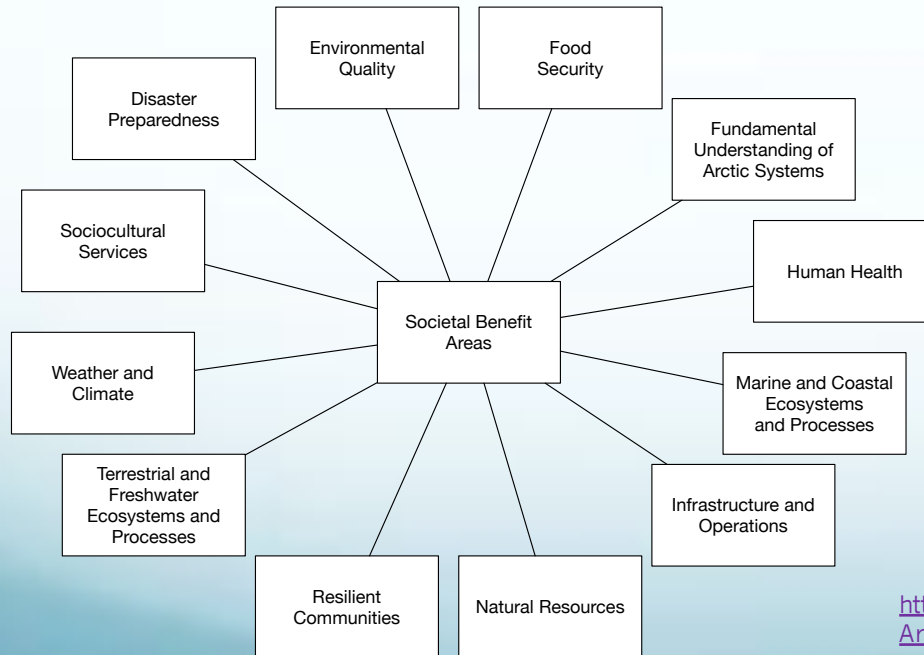 Environmental
Quality
Food
Security
Disaster
Preparedness
Fundamental
Understanding of
Arctic Systems
Sociocultural
Services
Human Health
Societal Benefit
Areas
Weather and
Climate
Marine and Coastal
Ecosystems
and Processes
Terrestrial and
Freshwater
Ecosystems and
Processes
Infrastructure and
Operations
Resilient
Communities
Natural Resources
htt
Ar